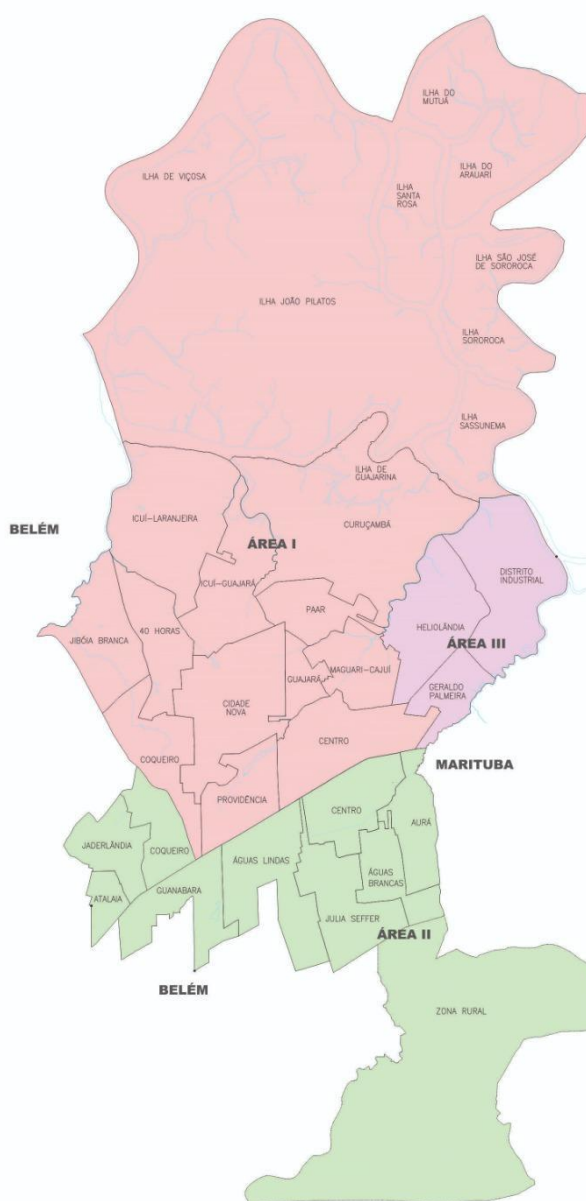 ILHA DO
MUTUÁ
ILHA DE VIÇOSA
ILHA DO
ARAUARÍ
ILHA
SANTA
ROSA
ILHA SÃO JOSÉ
DE SOROROCA
ILHA JOÃO PILATOS
ILHA
SOROROCA
ILHA
SASSUNEMA
ILHA DE
GUAJARINA
ICUÍ-LARANJEIRA
CURUÇAMBÁ
BELÉM
ÁREA I
DISTRITO
INDUSTRIAL
ICUÍ-GUAJARÁ
PAAR
40 HORAS
HELIOLÂNDIA
JIBÓIA BRANCA
ÁREA III
MAGUARI-CAJUÍ
GUAJARÁ
GERALDO
PALMEIRA
CIDADE
NOVA
CENTRO
COQUEIRO
MARITUBA
PROVIDÊNCIA
CENTRO
AURÁ
JADERLÂNDIA
COQUEIRO
ÁGUAS LINDAS
ÁGUAS
BRANCAS
GUANABARA
ATALAIA
JULIA SEFFER
ÁREA II
BELÉM
ZONA RURAL